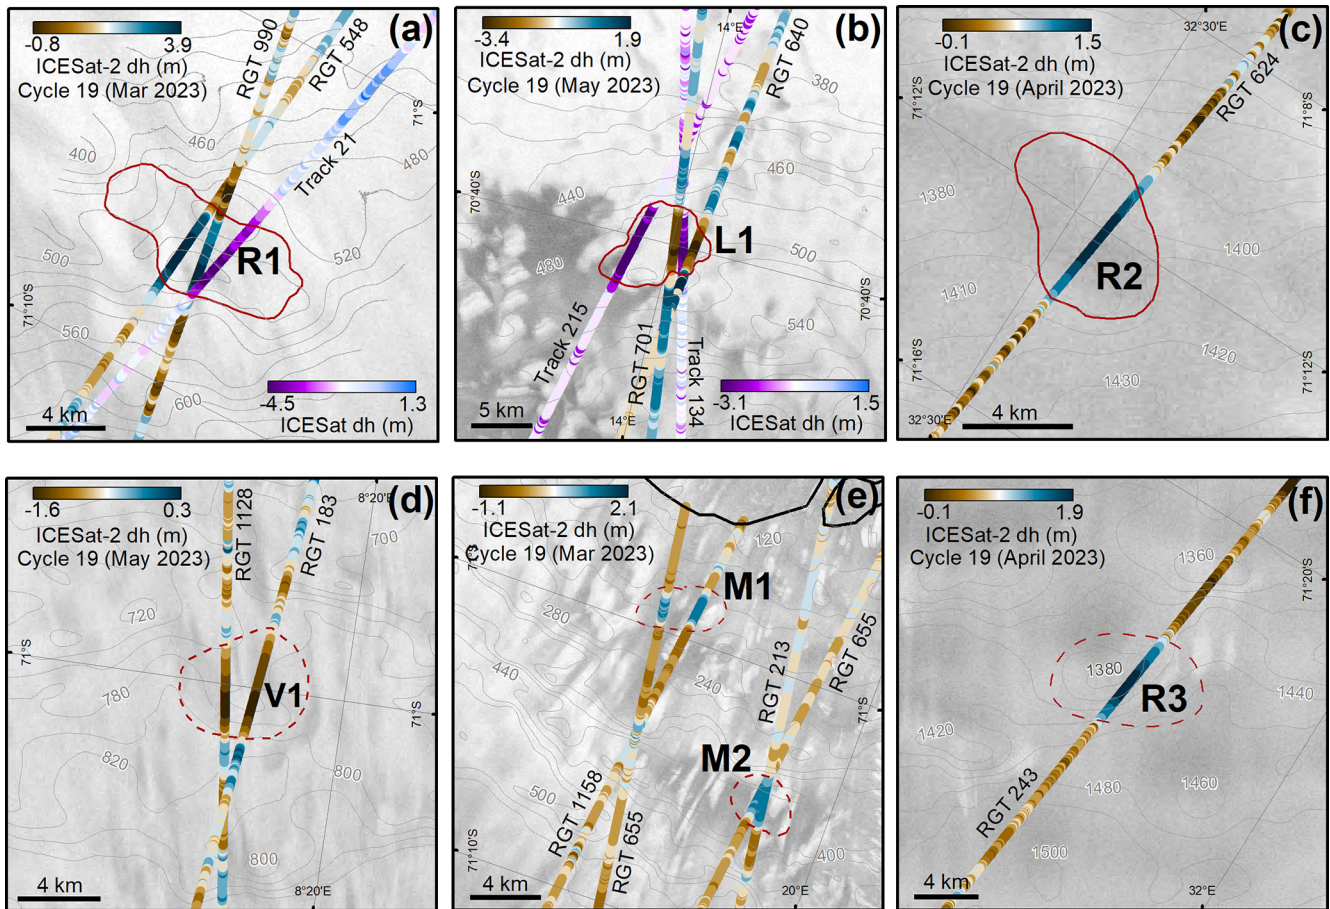 (a)
-0.8 3.9
ICESat-2 dh (m)
Cycle 19 (Mar 2023)
RGT 990
RGT 548
Track 21
71°S
460
400
480
R1
520
500
71°10'S
560
600
4 km
-4.5 1.3
ICESat dh (m)
(b)
-3.4 1.9
ICESat-2 dh (m)
Cycle 19 (May 2023)
14°E
RGT 640
380
460
70°40'S
440
L1
500
480
70°40'S
540
Track 215
RGT 701
Track 134
5 km
14°E
-3.1 1.5
ICESat dh (m)
(c)
-0.1 1.5
ICESat-2 dh (m)
Cycle 19 (April 2023)
32°30'E
RGT 624
71°12'S
71°8'S
1380
1400
R2
1410
1420
71°16'S
71°12'S
1430
32°30'E
4 km
(d)
-1.6 0.3
ICESat-2 dh (m)
Cycle 19 (May 2023)
RGT 1128
RGT 183
8°20'E
700
720
71°S
V1
780
71°S
820
800
800
4 km
8°20'E
(e)
-1.1 2.1
ICESat-2 dh (m)
Cycle 19 (Mar 2023)
120
M1
280
RGT 213
RGT 655
440
240
71°S
M2
500
RGT 1158
RGT 655
71°10'S
400
4 km
20°E
(f)
-0.1 1.9
ICESat-2 dh (m)
Cycle 19 (April 2023)
1360
71°20'S
1380
R3
1440
1420
1480
1460
RGT 243
1500
4 km
32°E